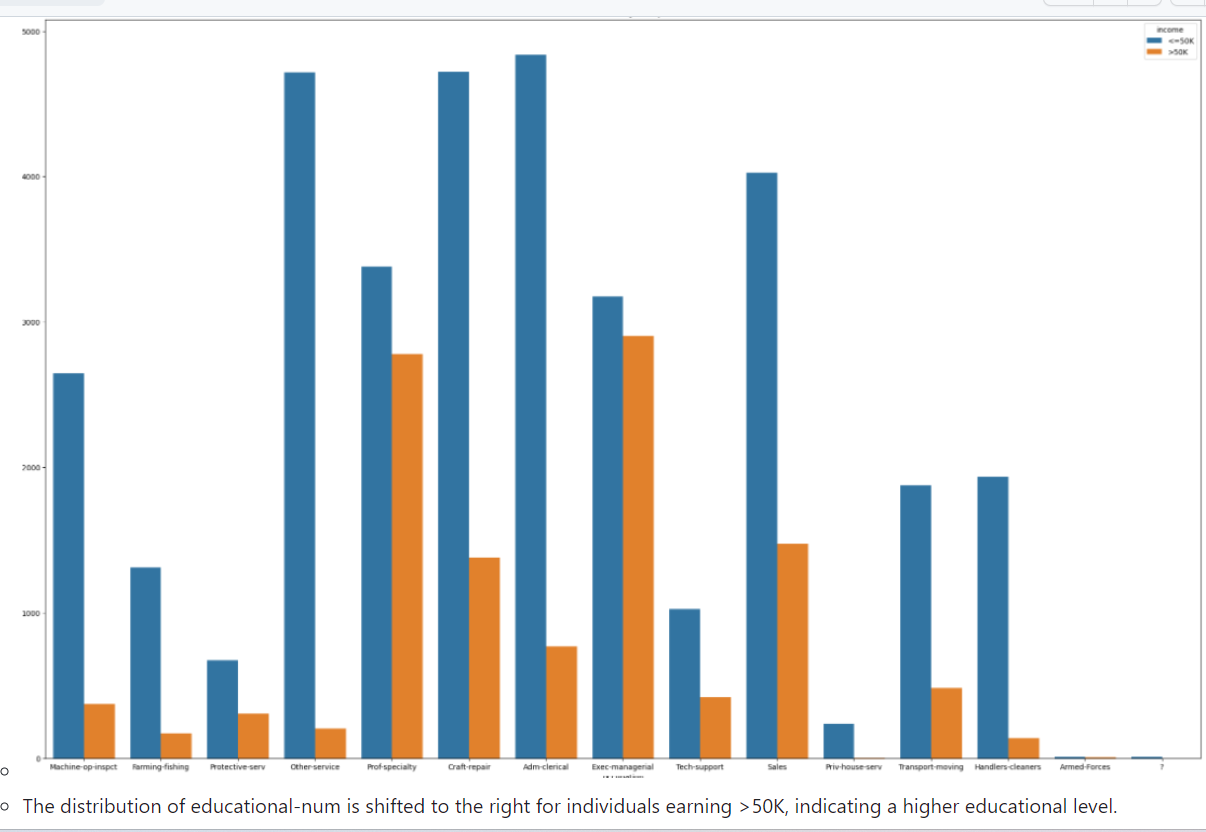 income
<=50K
>50K
5000
4000
3000
2000
1000
0
Machine-op-inspct Farming-fishing Protective-serv Other-service Prof-specialty Craft-repair Adm-clerical Exec-managerial Tech-support Sales Priv-house-serv Transport-moving Handlers-cleaners Armed-Forces ?
The distribution of educational-num is shifted to the right for individuals earning >50K, indicating a higher educational level.